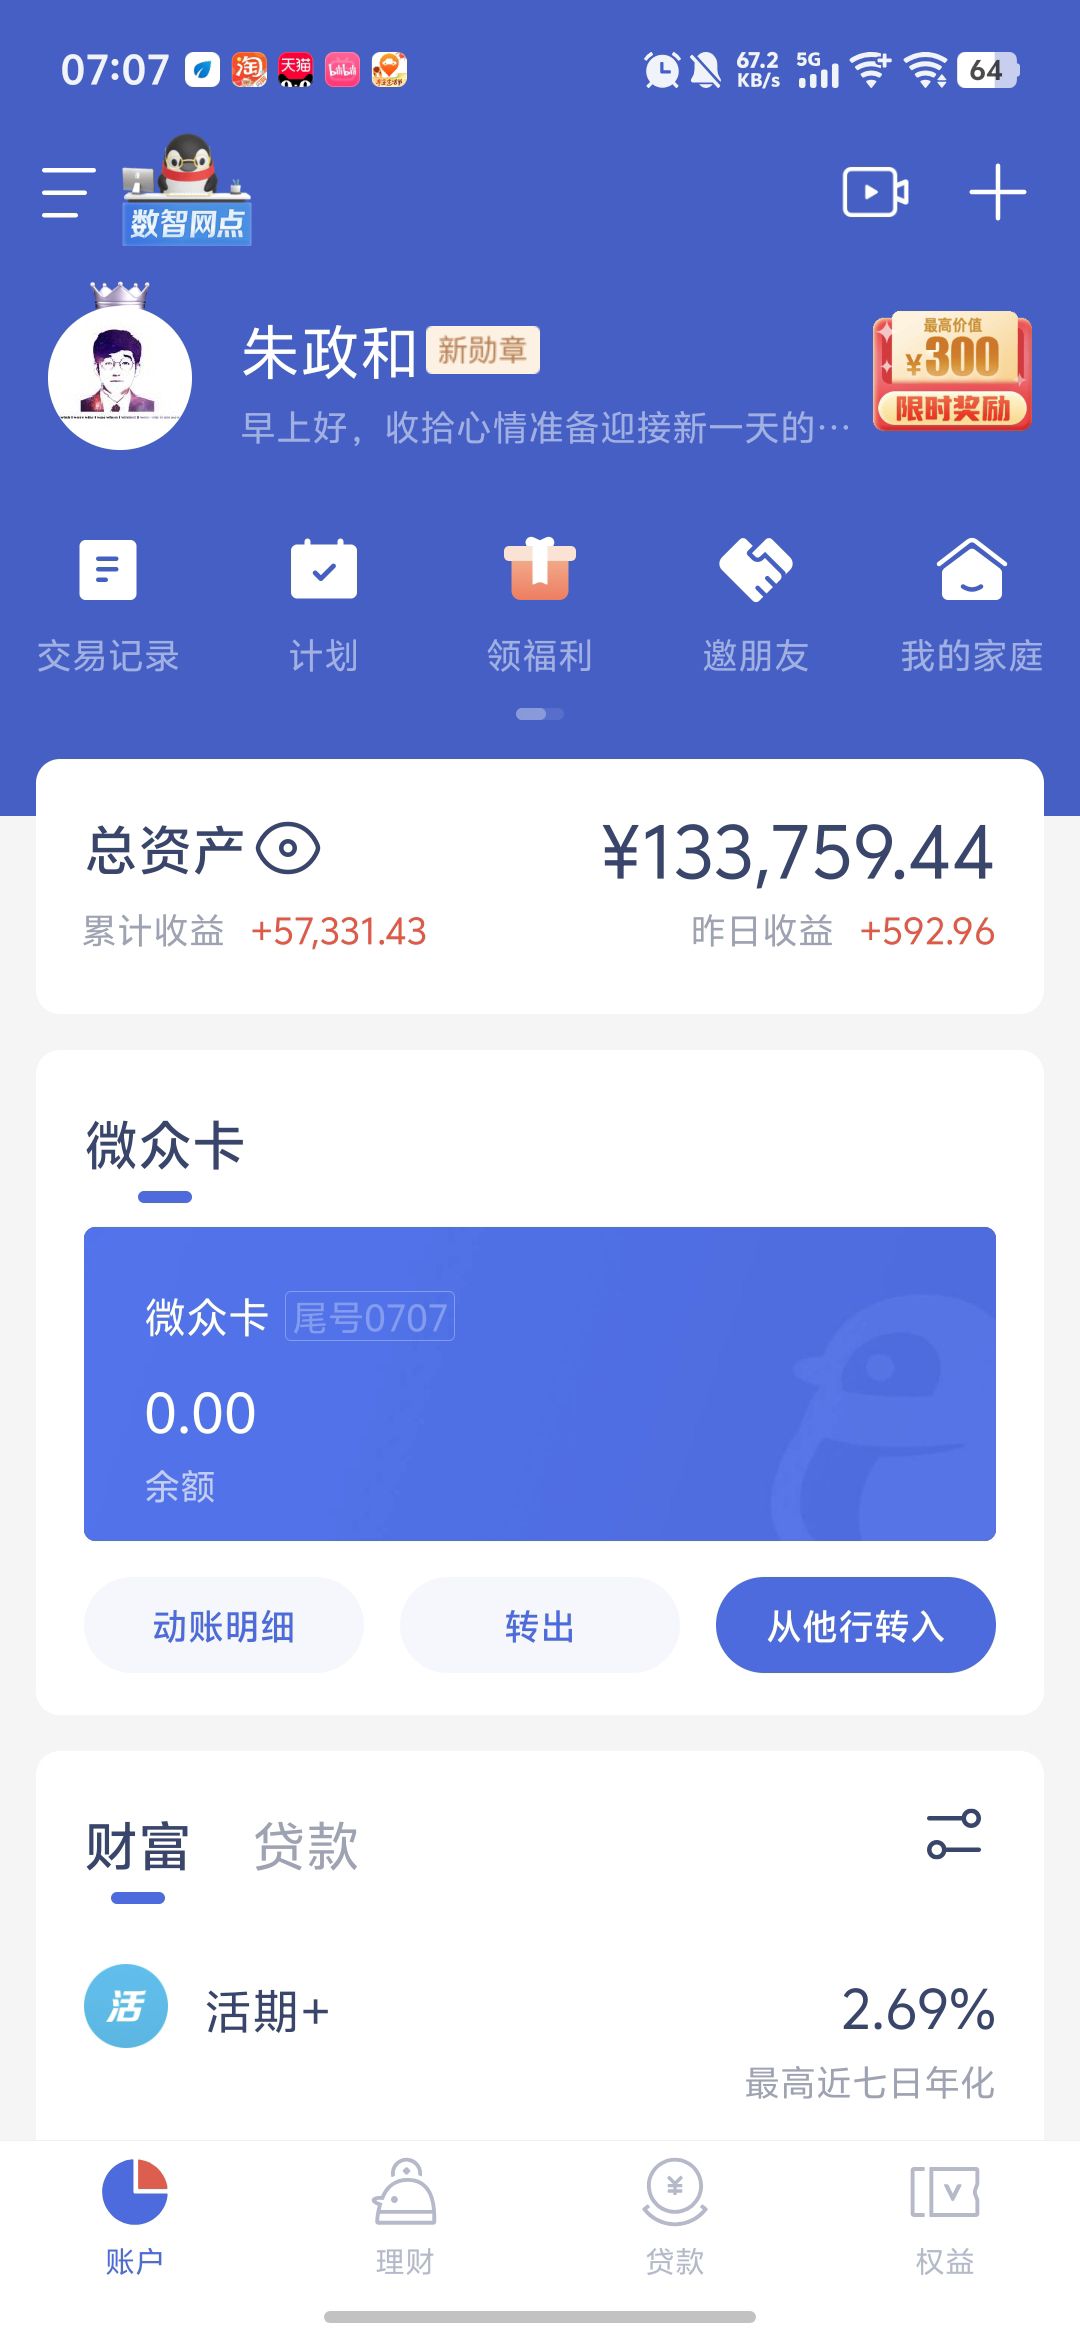 07:07
淘
天猫
bilibili
67.2
KB/s
5G
64
数智网点
朱政和
新勋章
早上好，收拾心情准备迎接新一天的…
最高价值
¥300
限时奖励
交易记录
计划
领福利
邀朋友
我的家庭
总资产
¥133,759.44
累计收益 +57,331.43
昨日收益 +592.96
微众卡
微众卡 尾号0707
0.00
余额
动账明细
转出
从他行转入
财富
贷款
活
活期+
2.69%
最高近七日年化
账户
理财
¥
贷款
权益